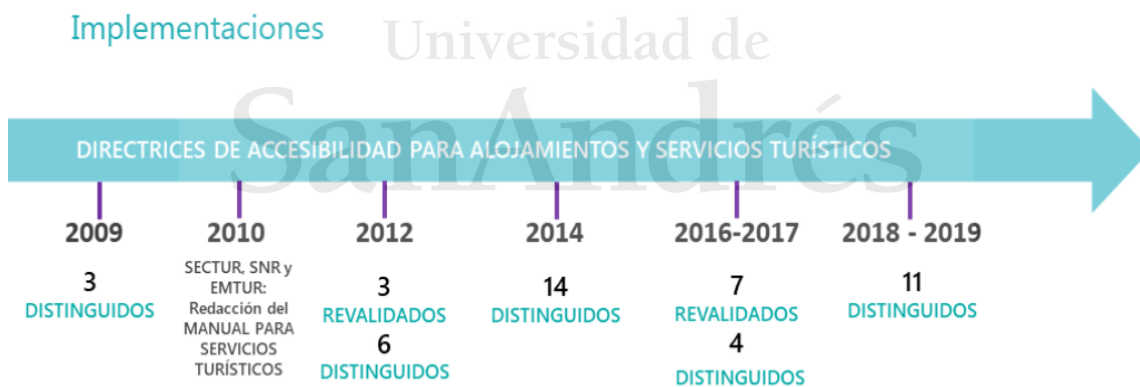 Implementaciones
Universidad de
SanAndrés
DIRECTRICES DE ACCESIBILIDAD PARA ALOJAMIENTOS Y SERVICIOS TURÍSTICOS
2009
3
DISTINGUIDOS
2010
SECTUR, SNR y
EMTUR:
Redacción del
MANUAL PARA
SERVICIOS
TURÍSTICOS
2012
3
REVALIDADOS
6
DISTINGUIDOS
2014
14
DISTINGUIDOS
2016-2017
7
REVALIDADOS
4
DISTINGUIDOS
2018 - 2019
11
DISTINGUIDOS